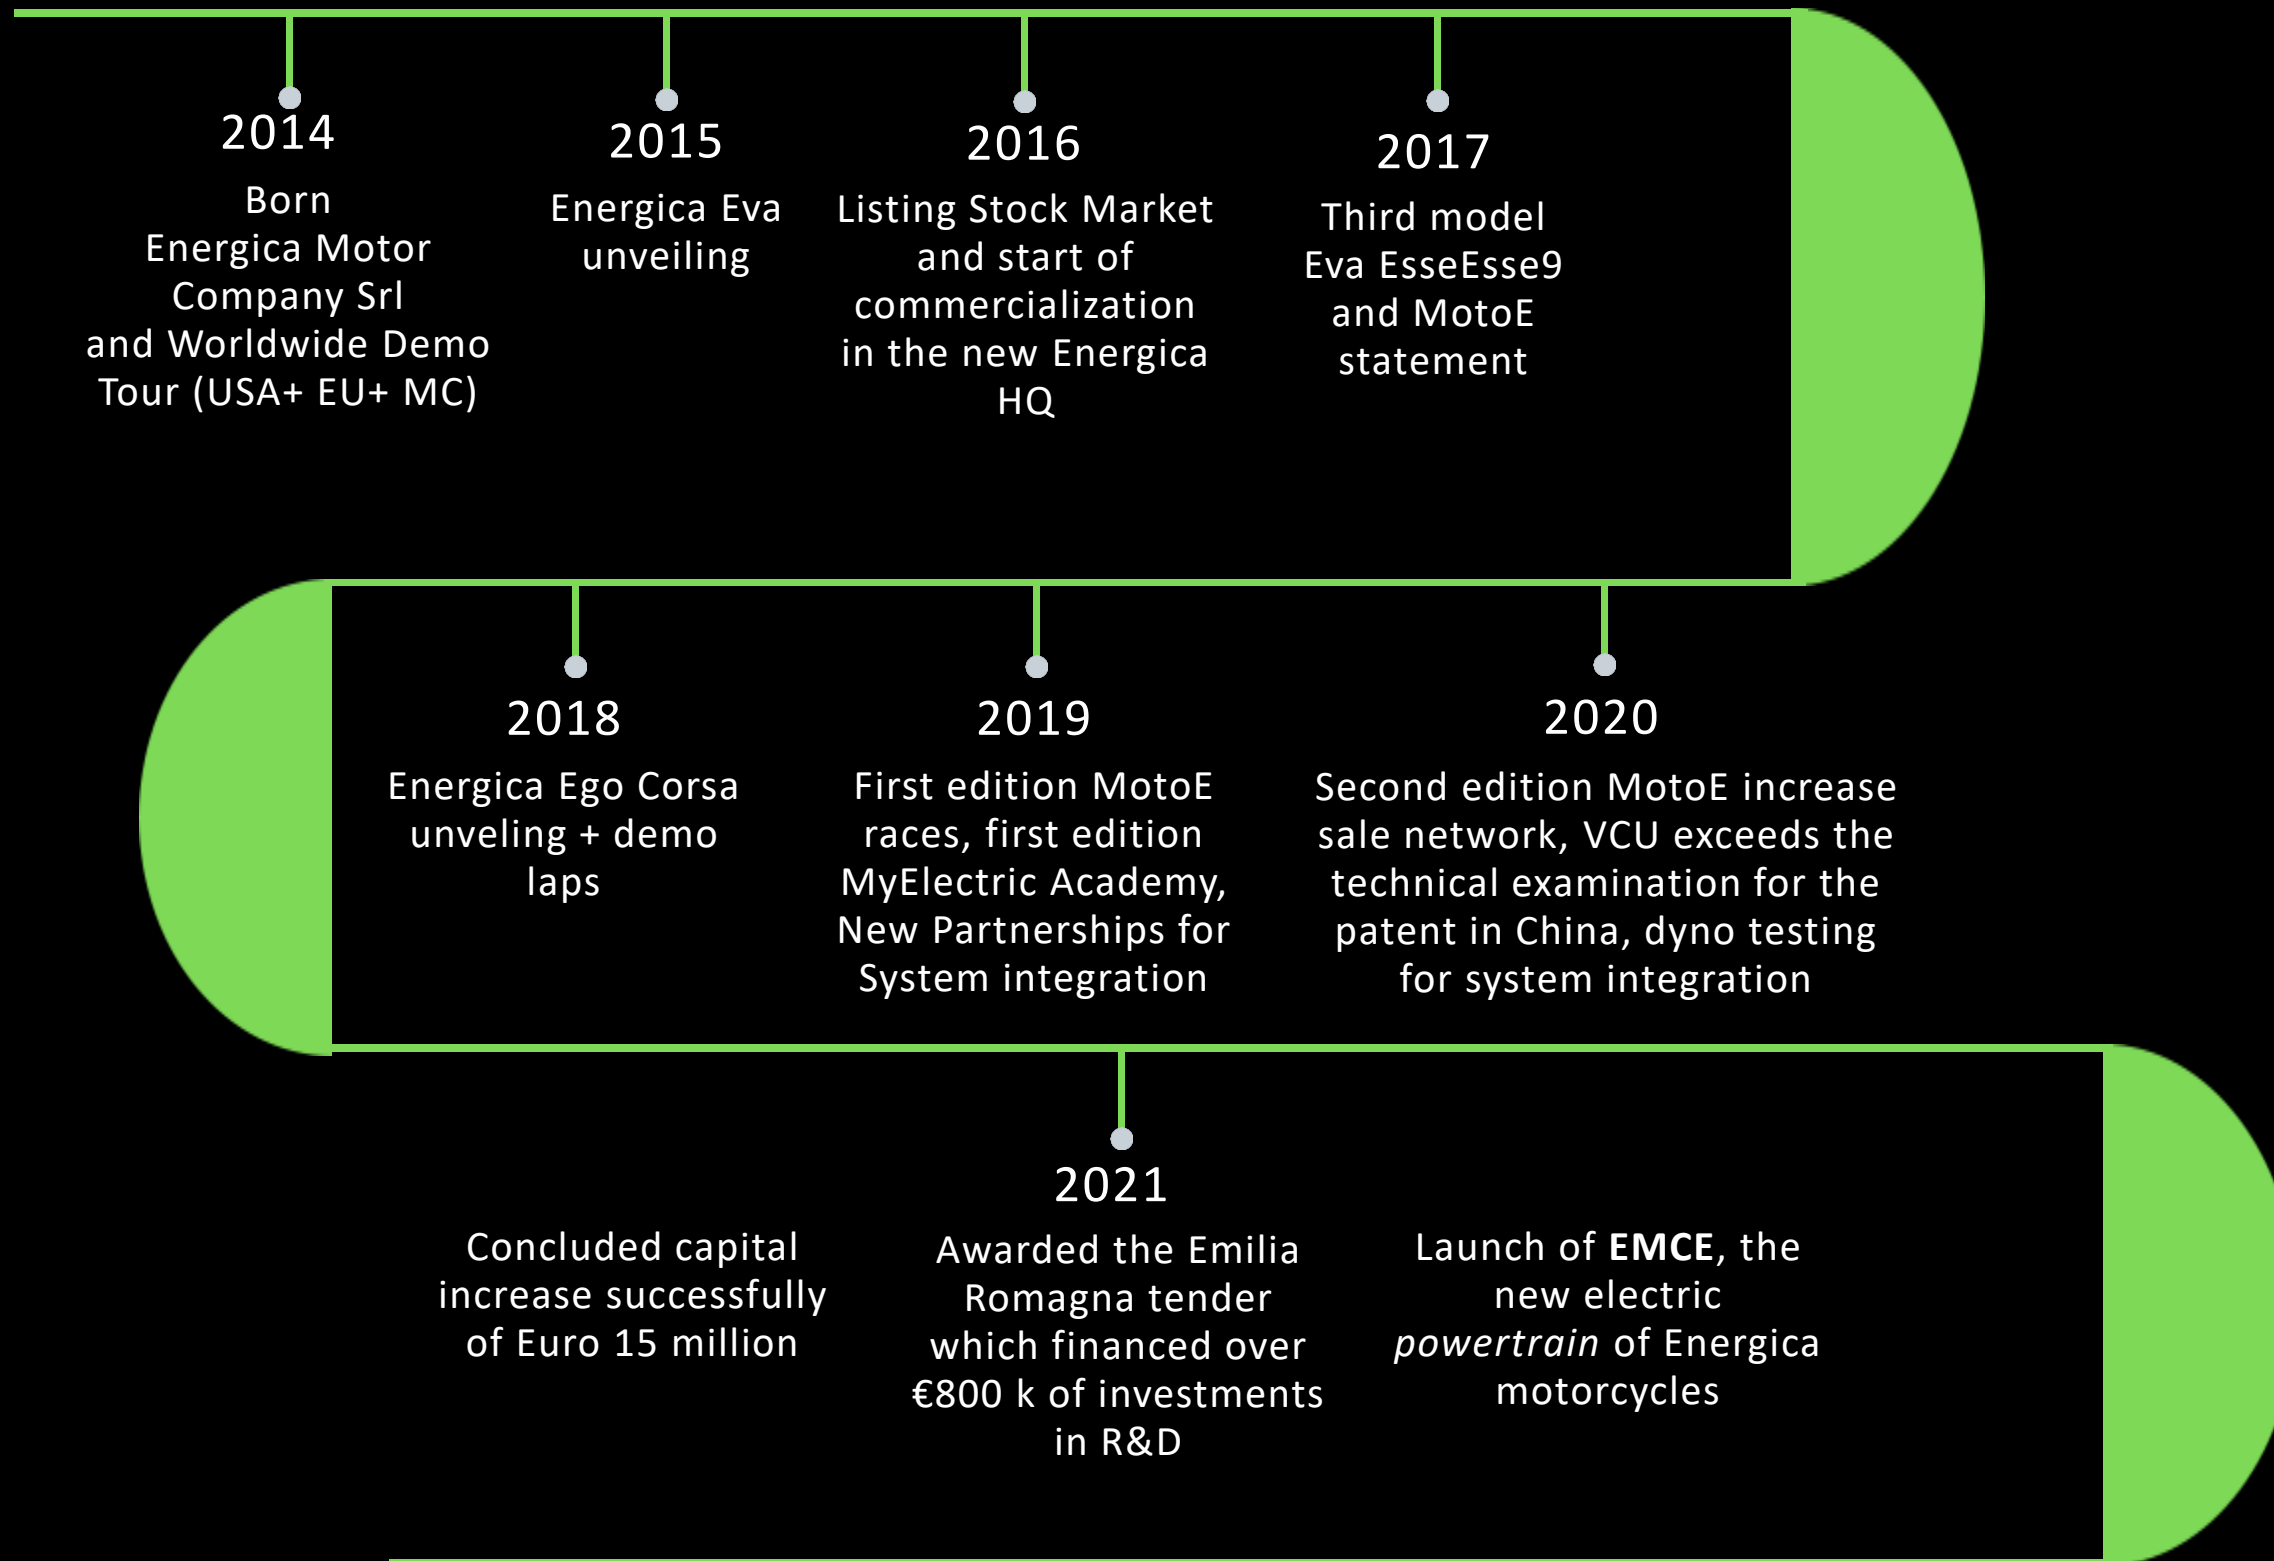 2014
Born
Energica Motor
Company Srl
and Worldwide Demo
Tour (USA+ EU+ MC)
2015
Energica Eva
unveiling
2016
Listing Stock Market
and start of
commercialization
in the new Energica
HQ
2017
Third model
Eva EsseEsse9
and MotoE
statement
2018
Energica Ego Corsa
unveling + demo
laps
2019
First edition MotoE
races, first edition
MyElectric Academy,
New Partnerships for
System integration
2020
Second edition MotoE increase
sale network, VCU exceeds the
technical examination for the
patent in China, dyno testing
for system integration
2021
Concluded capital
increase successfully
of Euro 15 million
Awarded the Emilia
Romagna tender
which financed over
€800 k of investments
in R&D
Launch of EMCE, the
new electric
powertrain of Energica
motorcycles